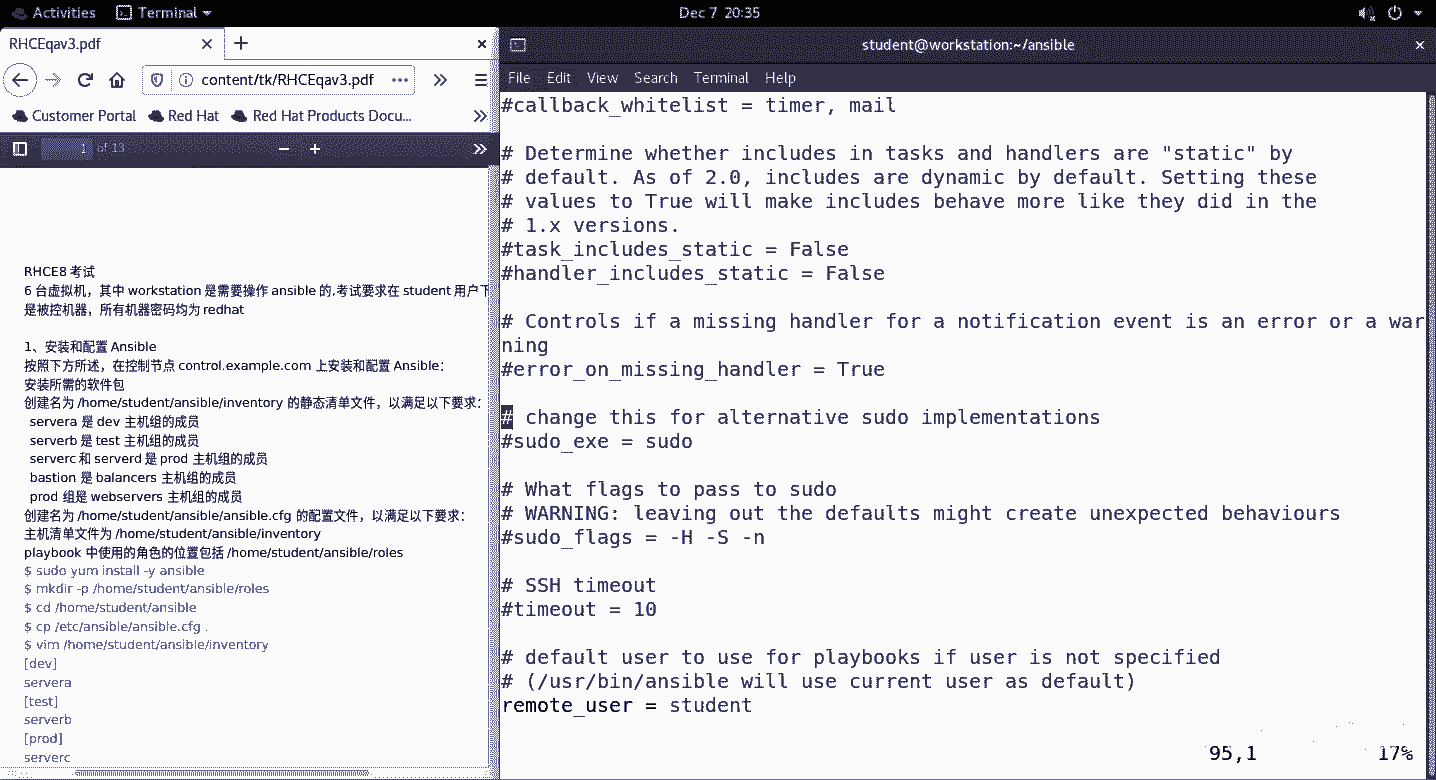 Activities
Terminal
Dec 7 20:35
RHCEqav3.pdf
content/tk/RHCEqav3.pdf
Customer Portal
Red Hat
Red Hat Products Docu...
1 of 13
RHCE8 考试
6 台虚拟机，其中 workstation 是需要操作 ansible 的,考试要求在 student 用户下
是被控机器，所有机器密码均为 redhat
1、安装和配置 Ansible
按照下方所述，在控制节点 control.example.com 上安装和配置 Ansible：
安装所需的软件包
创建名为 /home/student/ansible/inventory 的静态清单文件，以满足以下要求：
servera 是 dev 主机组的成员
serverb 是 test 主机组的成员
serverc 和 serverd 是 prod 主机组的成员
bastion 是 balancers 主机组的成员
prod 组是 webservers 主机组的成员
创建名为 /home/student/ansible/ansible.cfg 的配置文件，以满足以下要求：
主机清单文件为 /home/student/ansible/inventory
playbook 中使用的角色的位置包括 /home/student/ansible/roles
$ sudo yum install -y ansible
$ mkdir -p /home/student/ansible/roles
$ cd /home/student/ansible
$ cp /etc/ansible/ansible.cfg .
$ vim /home/student/ansible/inventory
[dev]
servera
[test]
serverb
[prod]
serverc
student@workstation:~/ansible
File Edit View Search Terminal Help
#callback_whitelist = timer, mail
# Determine whether includes in tasks and handlers are "static" by
# default. As of 2.0, includes are dynamic by default. Setting these
# values to True will make includes behave more like they did in the
# 1.x versions.
#task_includes_static = False
#handler_includes_static = False
# Controls if a missing handler for a notification event is an error or a war
ning
#error_on_missing_handler = True
# change this for alternative sudo implementations
#sudo_exe = sudo
# What flags to pass to sudo
# WARNING: leaving out the defaults might create unexpected behaviours
#sudo_flags = -H -S -n
# SSH timeout
#timeout = 10
# default user to use for playbooks if user is not specified
# (/usr/bin/ansible will use current user as default)
remote_user = student
95,1 17%